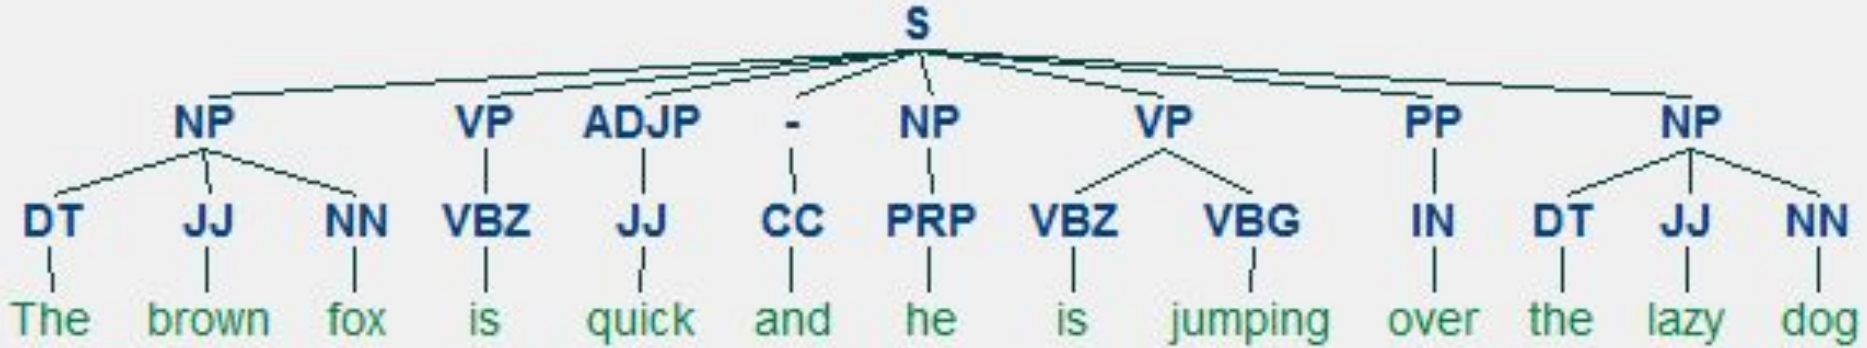 S
NP VP ADJP - NP VP PP NP
DT JJ NN VBZ JJ CC PRP VBZ VBG IN DT JJ NN
The brown fox is quick and he is jumping over the lazy dog